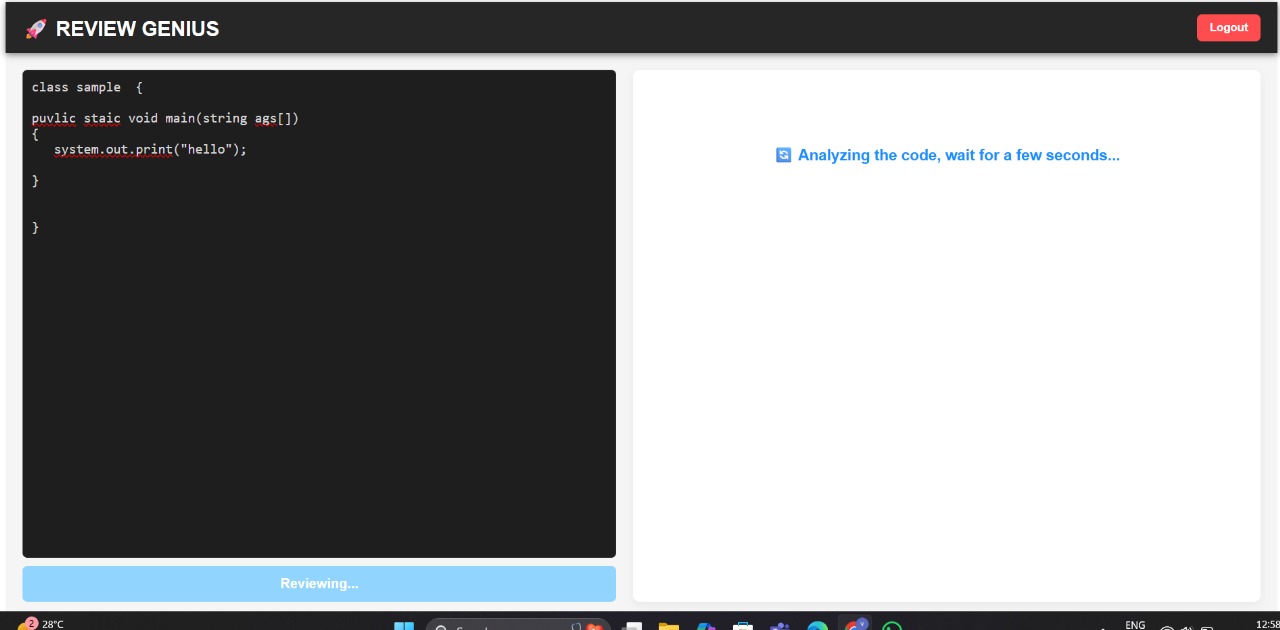 🚀 REVIEW GENIUS
Logout
class sample  {
puvlic staic void main(string ags[])
{
   system.out.print("hello");
}
}
🔄 Analyzing the code, wait for a few seconds...
Reviewing...
2
28°C
ENG
12:58